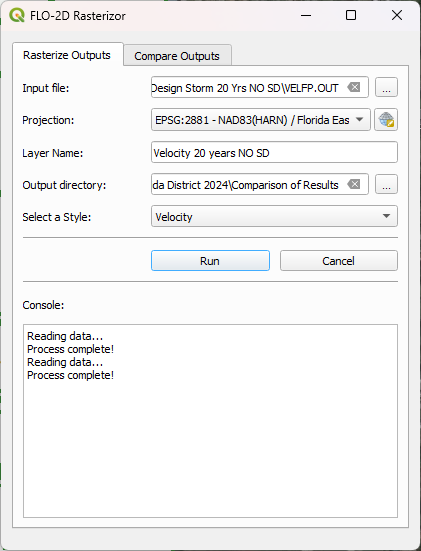 FLO-2D Rasterizor
Rasterize Outputs
Compare Outputs
Input file:
Design Storm 20 Yrs NO SD\VELFP.OUT
...
Projection:
EPSG:2881 - NAD83(HARN) / Florida Eas
Layer Name:
Velocity 20 years NO SD
Output directory:
da District 2024\Comparison of Results
...
Select a Style:
Velocity
Run
Cancel
Console:
Reading data...
Process complete!
Reading data...
Process complete!